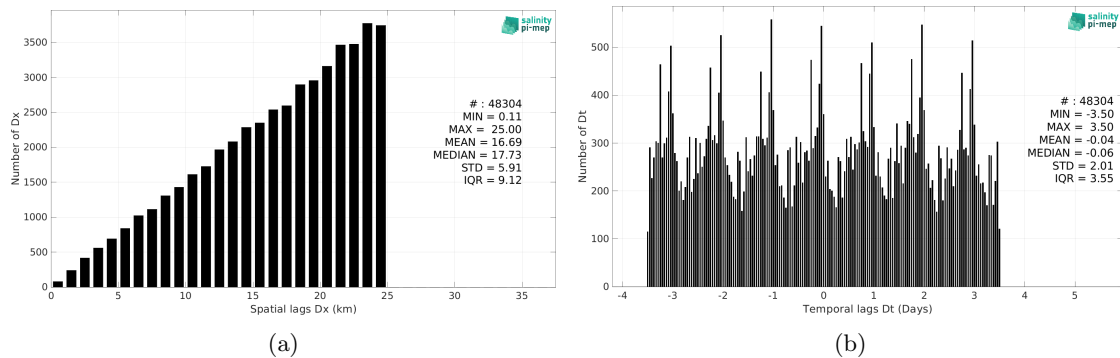 salinity
pi-mep
3500
3000
2500
2000
1500
1000
500
0
Number of Dx
# : 48304
MIN = 0.11
MAX = 25.00
MEAN = 16.69
MEDIAN = 17.73
STD = 5.91
IQR = 9.12
0 5 10 15 20 25 30 35
Spatial lags Dx (km)
(a)
salinity
pi-mep
500
400
300
200
100
0
Number of Dt
# : 48304
MIN = -3.50
MAX = 3.50
MEAN = -0.04
MEDIAN = -0.06
STD = 2.01
IQR = 3.55
-4 -3 -2 -1 0 1 2 3 4 5
Temporal lags Dt (Days)
(b)